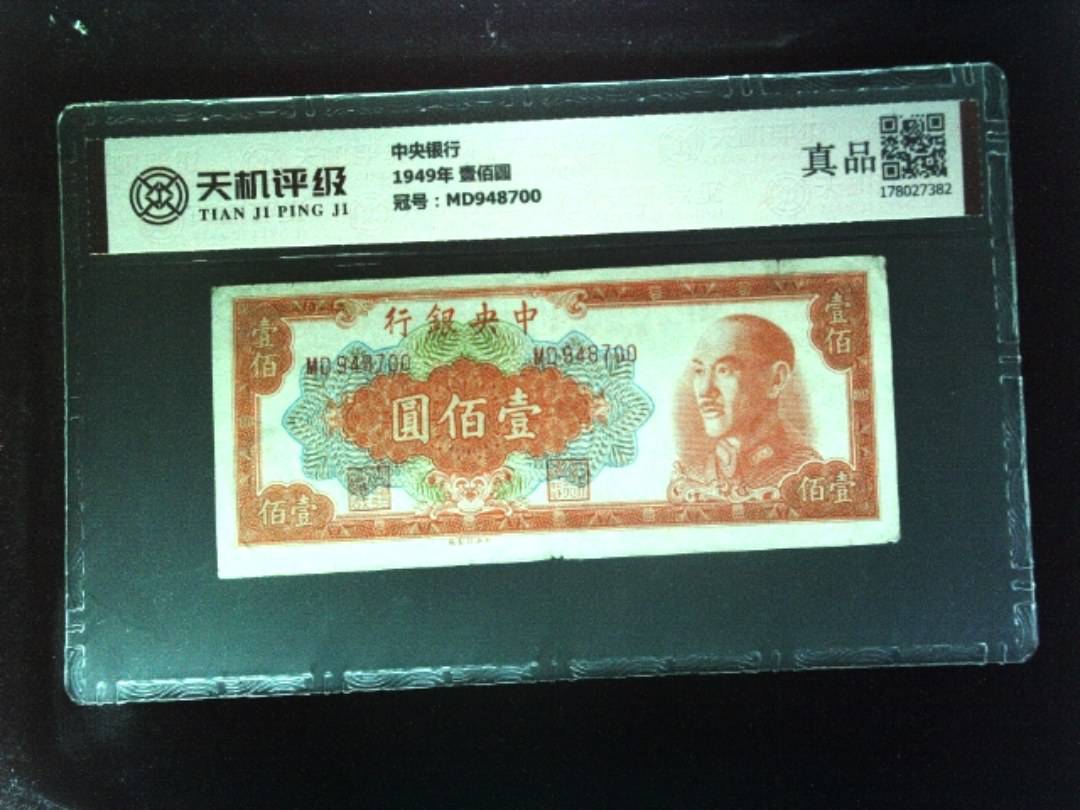 天机评级
TIAN JI PING JI
中央银行
1949年 壹佰圆
冠号：MD948700
真品
178027382
行銀央中
壹佰
壹佰
MD948700
MD948700
圓佰壹
佰壹
佰壹